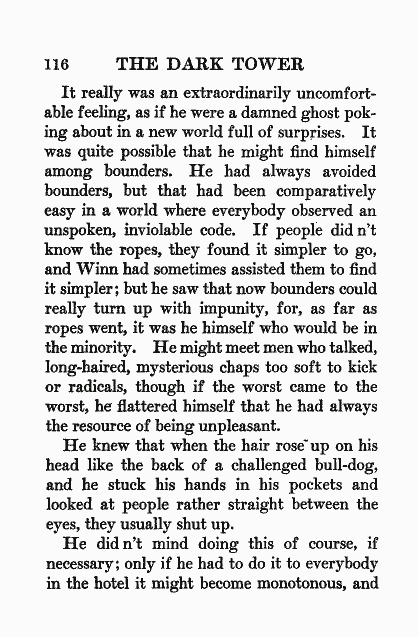 116 THE DARK TOWER
It really was an extraordinarily uncomfort-
able feeling, as if he were a damned ghost pok-
ing about in a new world full of surprises. It
was quite possible that he might find himself
among bounders. He had always avoided
bounders, but that had been comparatively
easy in a world where everybody observed an
unspoken, inviolable code. If people did n't
know the ropes, they found it simpler to go,
and Winn had sometimes assisted them to find
it simpler; but he saw that now bounders could
really turn up with impunity, for, as far as
ropes went, it was he himself who would be in
the minority. He might meet men who talked,
long-haired, mysterious chaps too soft to kick
or radicals, though if the worst came to the
worst, he flattered himself that he had always
the resource of being unpleasant.
He knew that when the hair rose up on his
head like the back of a challenged bull-dog,
and he stuck his hands in his pockets and
looked at people rather straight between the
eyes, they usually shut up.
He did n't mind doing this of course, if
necessary; only if he had to do it to everybody
in the hotel it might become monotonous, and